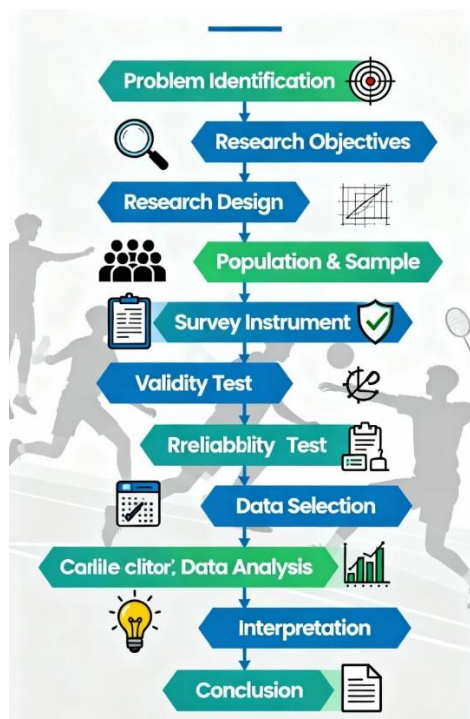 Problem Identification
Research Objectives
Research Design
Population & Sample
Survey Instrument
Validity Test
Rreliabblity Test
Data Selection
Carlile clitor', Data Analysis
Interpretation
Conclusion